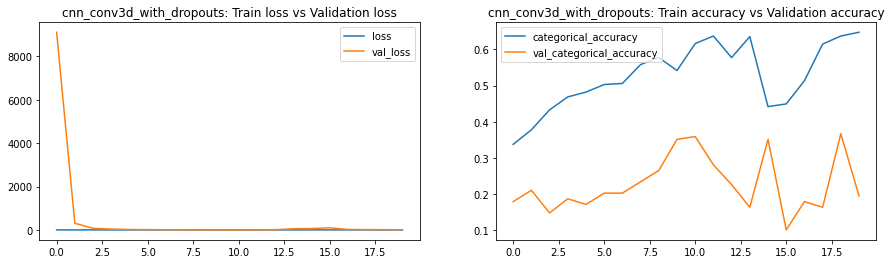 cnn_conv3d_with_dropouts: Train loss vs Validation loss
loss
val_loss
8000
6000
4000
2000
0
0.0 2.5 5.0 7.5 10.0 12.5 15.0 17.5
cnn_conv3d_with_dropouts: Train accuracy vs Validation accuracy
categorical_accuracy
val_categorical_accuracy
0.6
0.5
0.4
0.3
0.2
0.1
0.0 2.5 5.0 7.5 10.0 12.5 15.0 17.5